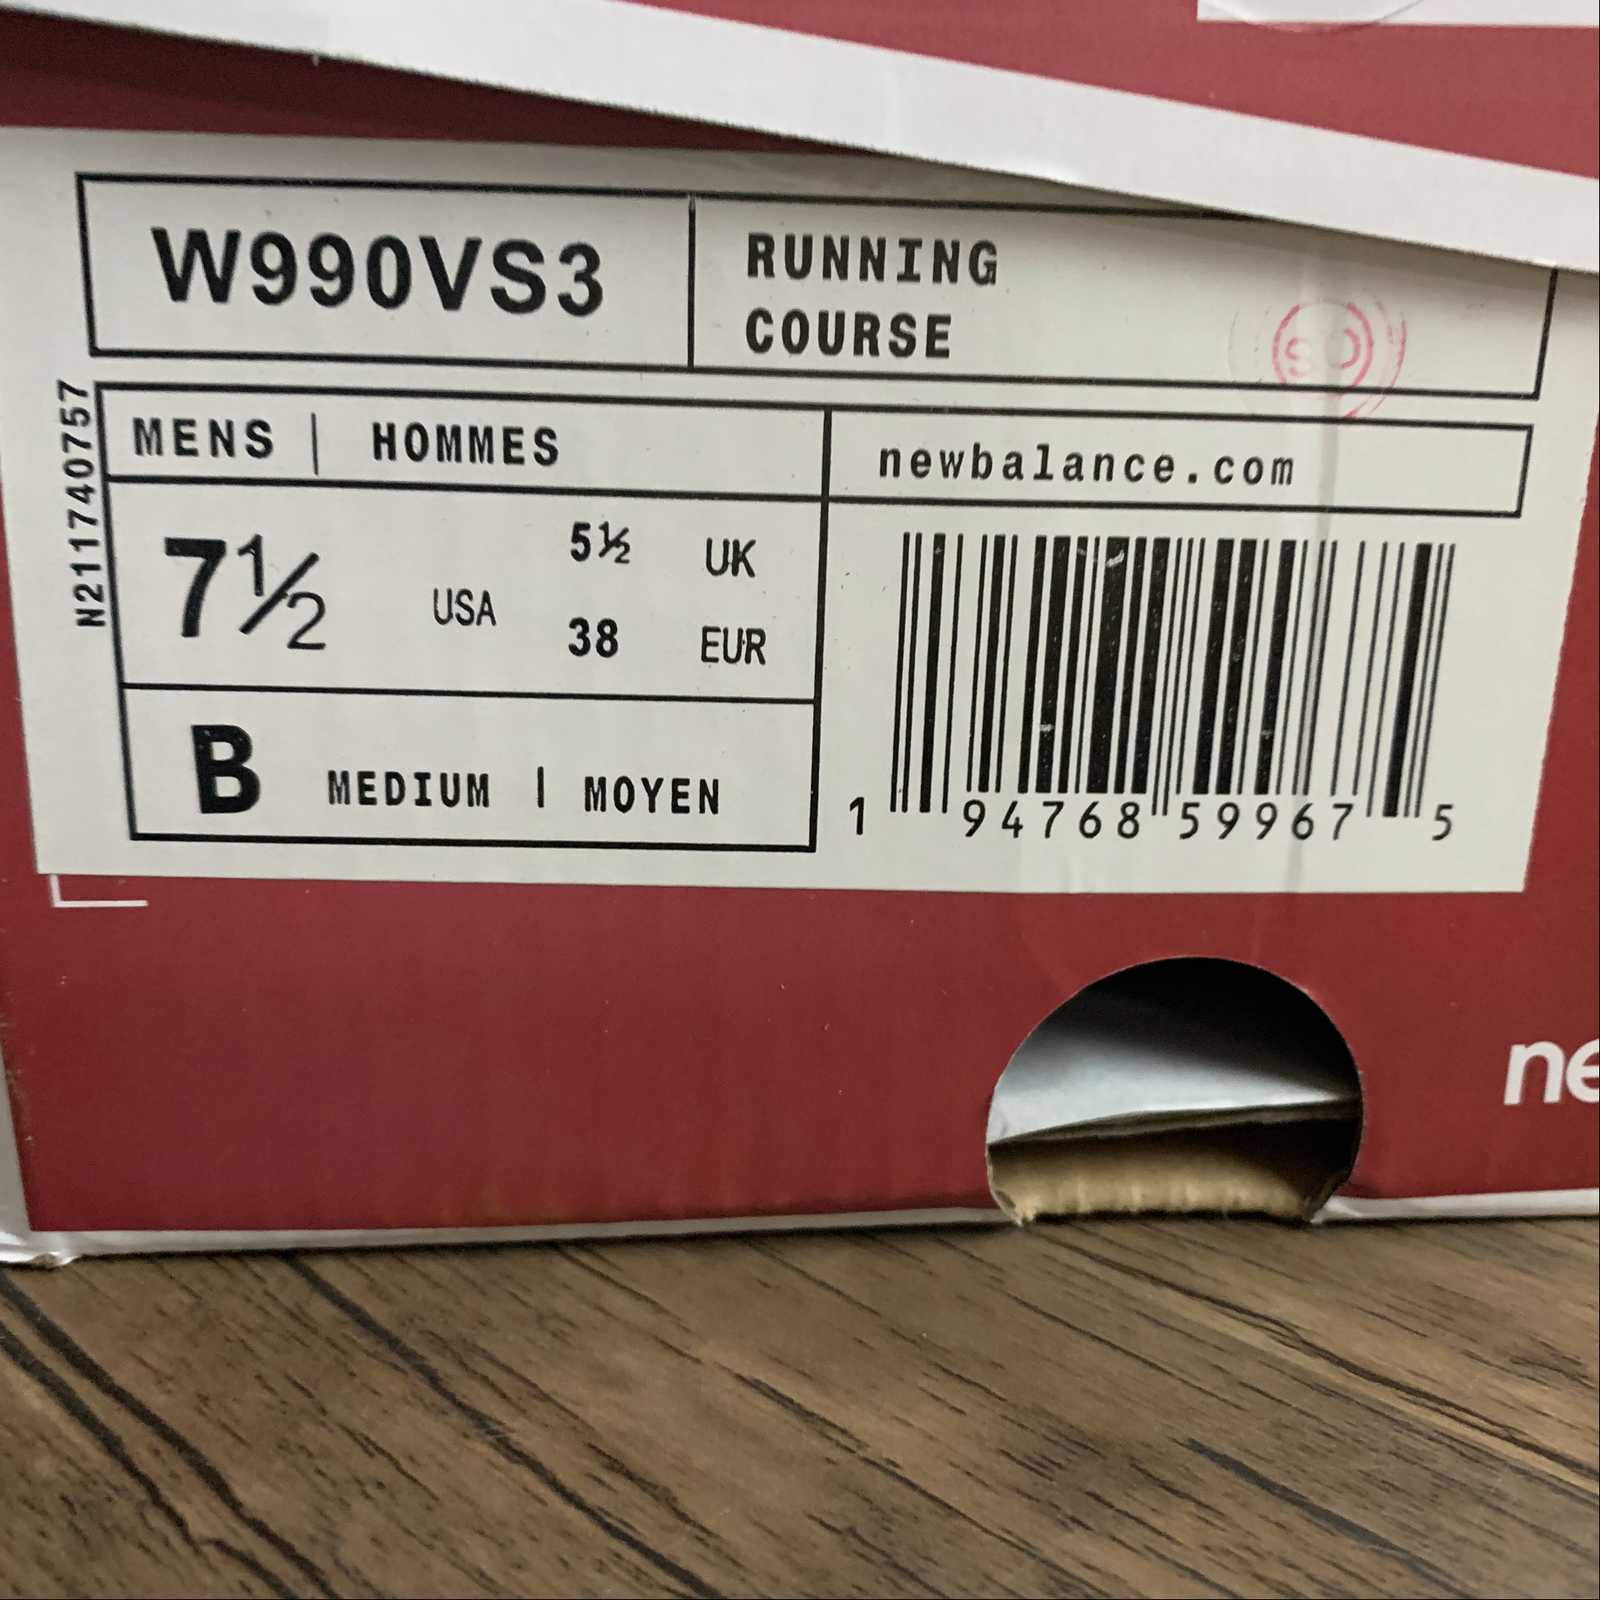 W990VS3
RUNNING
COURSE
N211740757
MENS | HOMMES
newbalance.com
7½ USA
5½ UK
38 EUR
B MEDIUM | MOYEN
1 94768 59967 5
ne